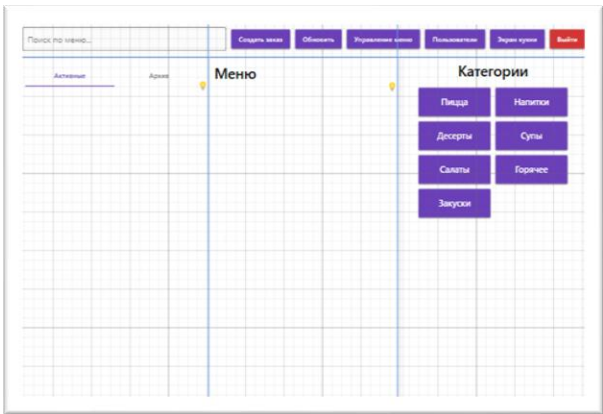 Поиск по меню...
Создать заказ Обновить Управление меню Пользователи Экран кухни Выйти
Активные Архив Меню Категории
Пицца Напитки
Десерты Супы
Салаты Горячее
Закуски